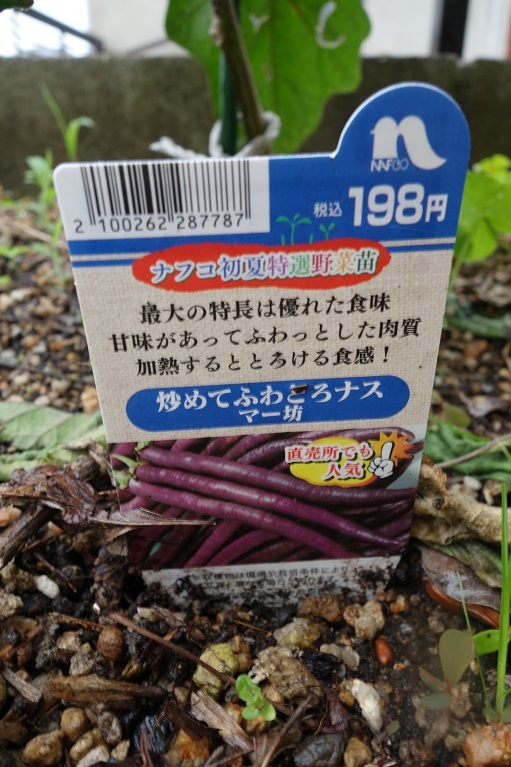 NAFCO
税込198円
2 100262 287787
ナフコ初夏特選野菜苗
最大の特長は優れた食味
甘味があってふわっとした肉質
加熱するととろける食感！
炒めてふわとろナス
マー坊
直売所でも
人気